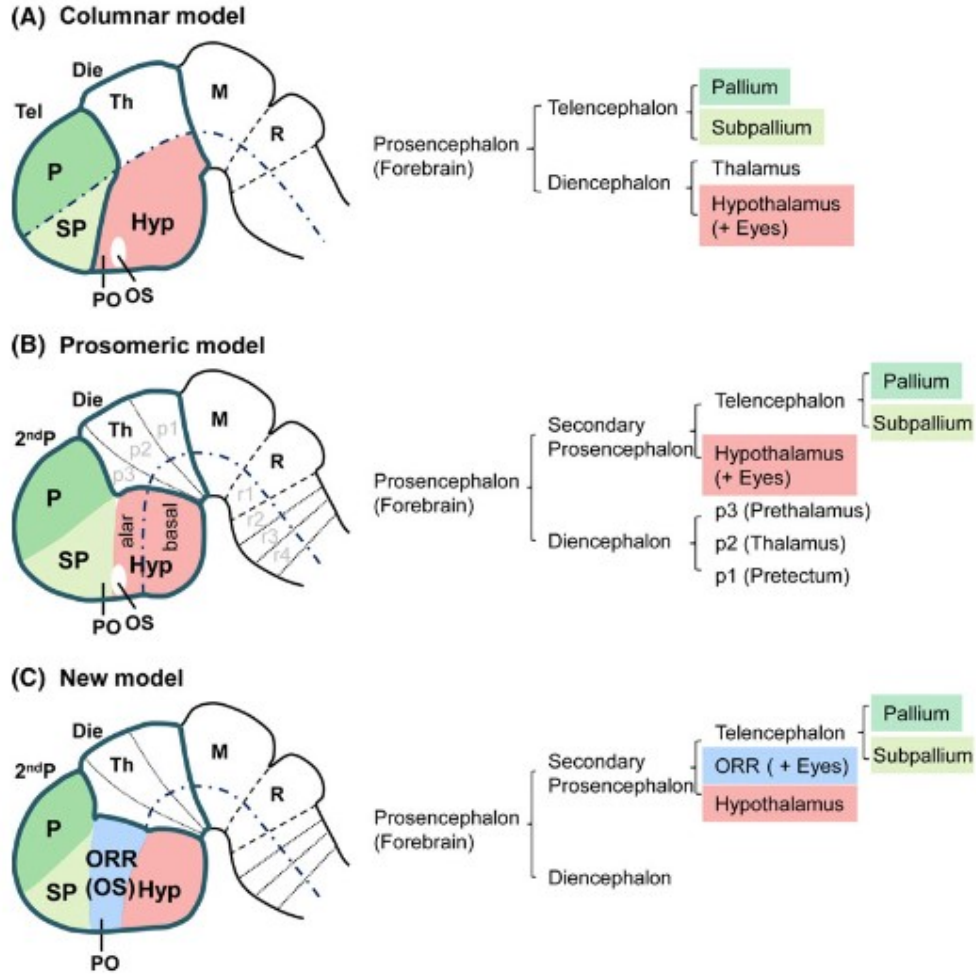 (A) Columnar model
Die
Tel
Th
M
R
P
SP
Hyp
PO OS
Prosencephalon
(Forebrain)
Telencephalon
Diencephalon
Pallium
Subpallium
Thalamus
Hypothalamus
(+ Eyes)
(B) Prosomeric model
Die
2ndP
Th
p1
p2
p3
M
R
r1
r2
r3
r4
P
SP
alar
basal
Hyp
PO OS
Prosencephalon
(Forebrain)
Secondary
Prosencephalon
Diencephalon
Telencephalon
Hypothalamus
(+ Eyes)
Pallium
Subpallium
p3 (Prethalamus)
p2 (Thalamus)
p1 (Pretectum)
(C) New model
Die
2ndP
Th
M
R
P
SP
ORR
(OS)
Hyp
PO
Prosencephalon
(Forebrain)
Secondary
Prosencephalon
Diencephalon
Telencephalon
ORR ( + Eyes)
Hypothalamus
Pallium
Subpallium